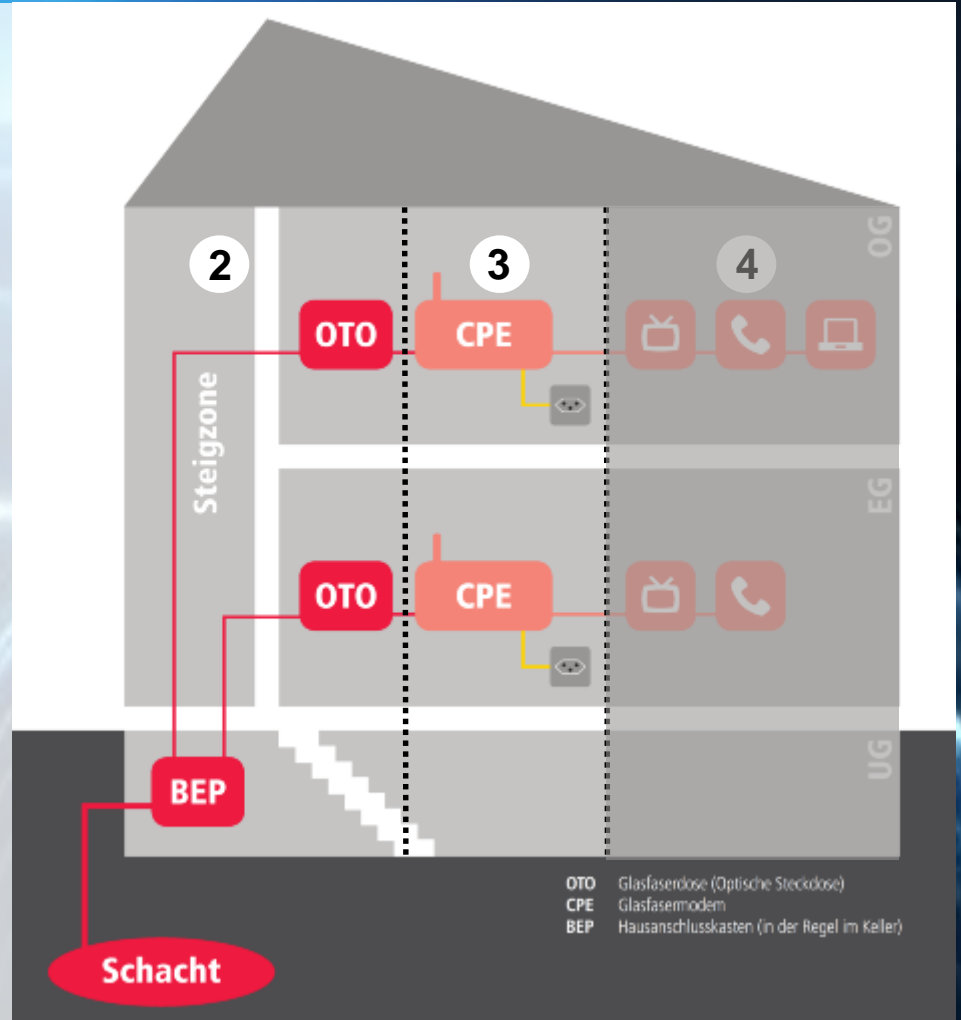 OG
2
3
4
OTO
CPE
Steigzone
EG
OTO
CPE
UG
BEP
OTO Glasfaserdose (Optische Steckdose)
CPE Glasfasermodem
BEP Hausanschlusskasten (in der Regel im Keller)
Schacht